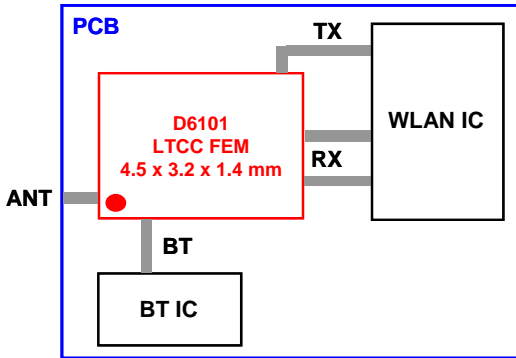 PCB
TX
D6101
LTCC FEM
4.5 x 3.2 x 1.4 mm
WLAN IC
RX
ANT
BT
BT IC